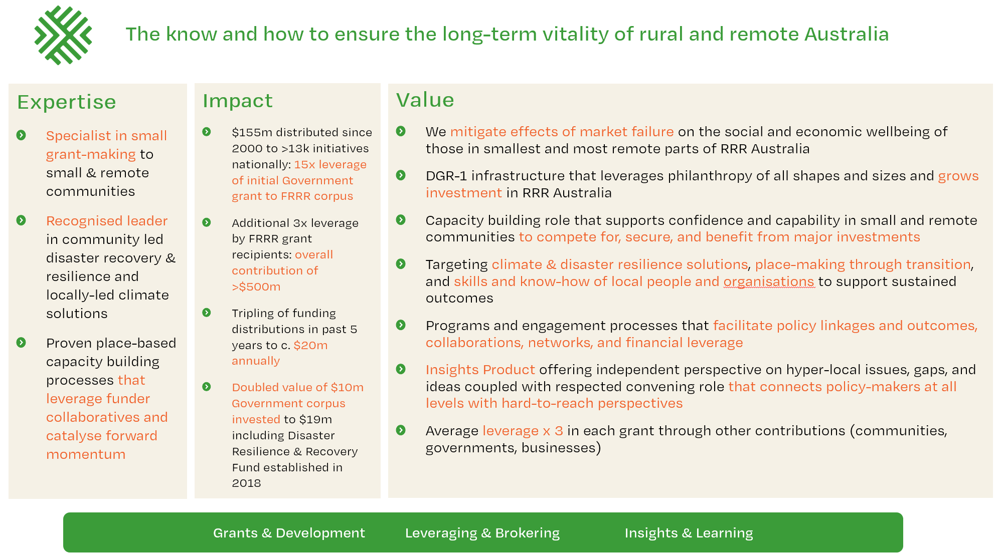 The know and how to ensure the long-term vitality of rural and remote Australia
Expertise
Specialist in small
grant-making to
small & remote
communities
Recognised leader
in community led
disaster recovery &
resilience and
locally-led climate
solutions
Proven place-based
capacity building
processes that
leverage funder
collaboratives and
catalyse forward
momentum
Impact
$155m distributed since
2000 to >13k initiatives
nationally: 15x leverage
of initial Government
grant to FRRR corpus
Additional 3x leverage
by FRRR grant
recipients: overall
contribution of
>$500m
Tripling of funding
distributions in past 5
years to c. $20m
annually
Doubled value of $10m
Government corpus
invested to $19m
including Disaster
Resilience & Recovery
Fund established in
2018
Value
We mitigate effects of market failure on the social and economic wellbeing of
those in smallest and most remote parts of RRR Australia
DGR-1 infrastructure that leverages philanthropy of all shapes and sizes and grows
investment in RRR Australia
Capacity building role that supports confidence and capability in small and remote
communities to compete for, secure, and benefit from major investments
Targeting climate & disaster resilience solutions, place-making through transition,
and skills and know-how of local people and organisations to support sustained
outcomes
Programs and engagement processes that facilitate policy linkages and outcomes,
collaborations, networks, and financial leverage
Insights Product offering independent perspective on hyper-local issues, gaps, and
ideas coupled with respected convening role that connects policy-makers at all
levels with hard-to-reach perspectives
Average leverage x 3 in each grant through other contributions (communities,
governments, businesses)
Grants & Development
Leveraging & Brokering
Insights & Learning